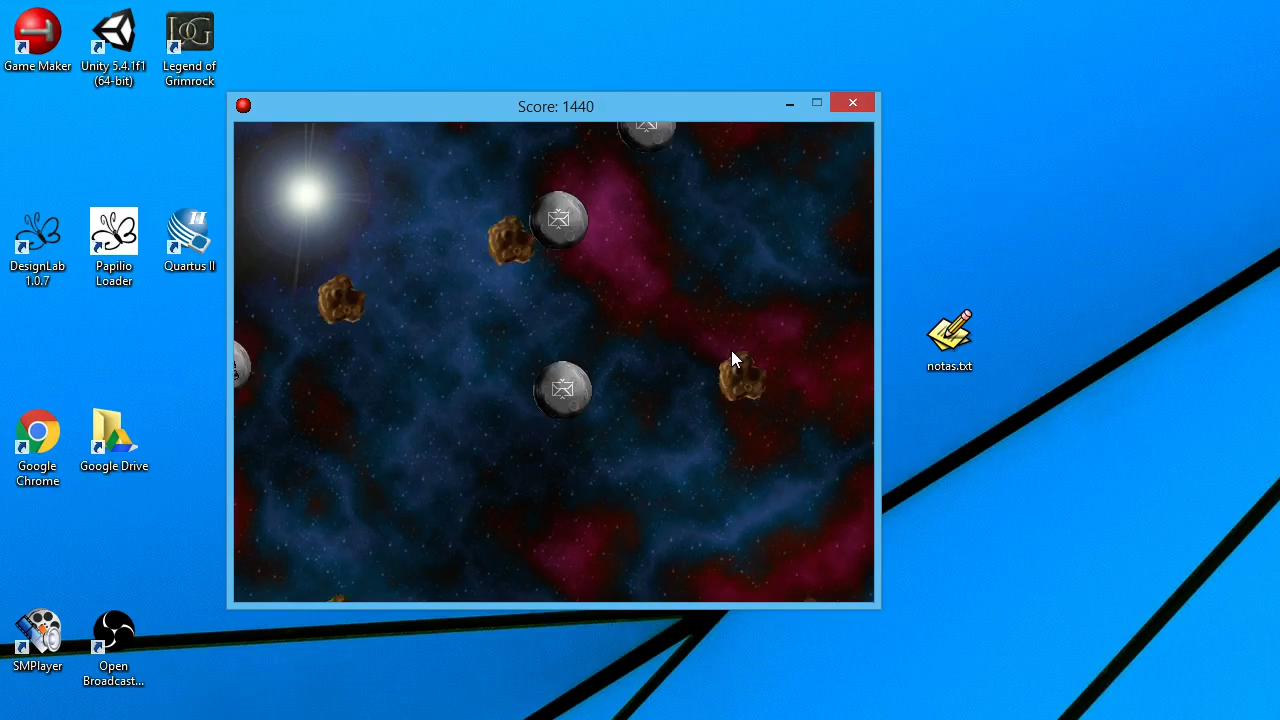 Game Maker
Unity 5.4.1f1
(64-bit)
LOG
Legend of
Grimrock
Score: 1440
DesignLab
1.0.7
Papilio
Loader
Quartus II
notas.txt
Google
Chrome
Google Drive
SMPlayer
Open
Broadcast...